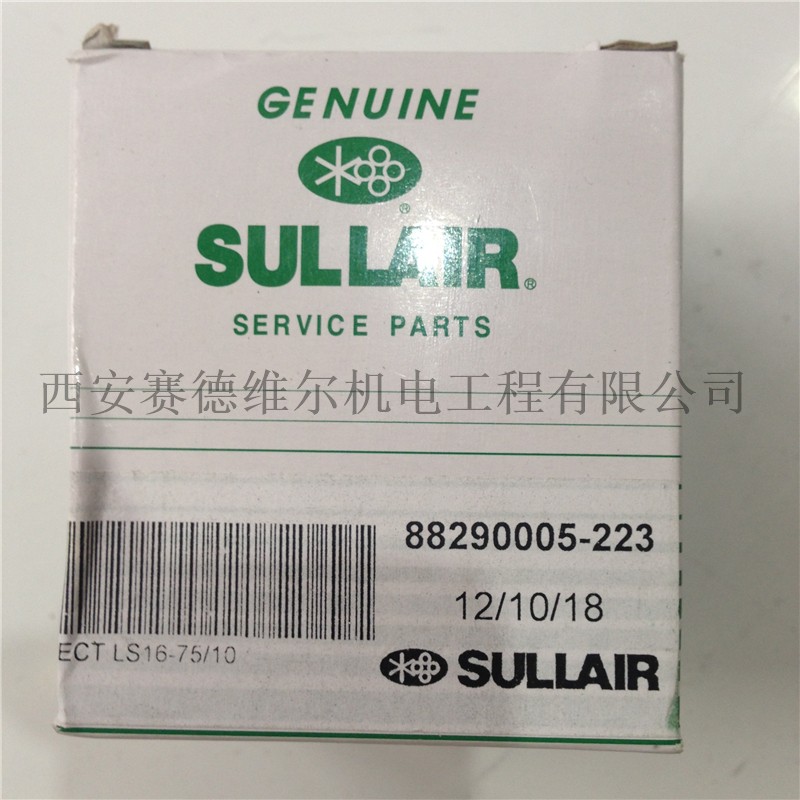 GENUINE
®
SULLAIR®
SERVICE PARTS
西安赛德维尔机电工程有限公司
88290005-223
12/10/18
ECT LS16-75/10
SULLAIR